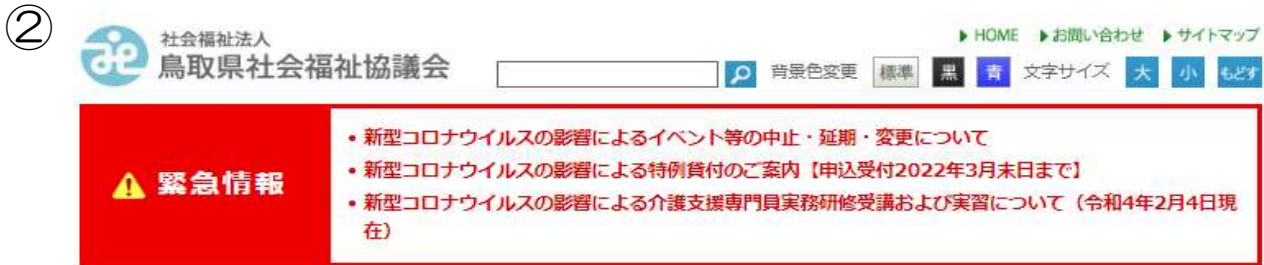 ②
社会福祉法人
鳥取県社会福祉協議会
HOME お問い合わせ サイトマップ
背景色変更 標準 黒 青 文字サイズ 大 小 もどす
緊急情報
• 新型コロナウイルスの影響によるイベント等の中止・延期・変更について
• 新型コロナウイルスの影響による特例貸付のご案内【申込受付2022年3月末日まで】
• 新型コロナウイルスの影響による介護支援専門員実務研修受講および実習について（令和4年2月4日現
在）